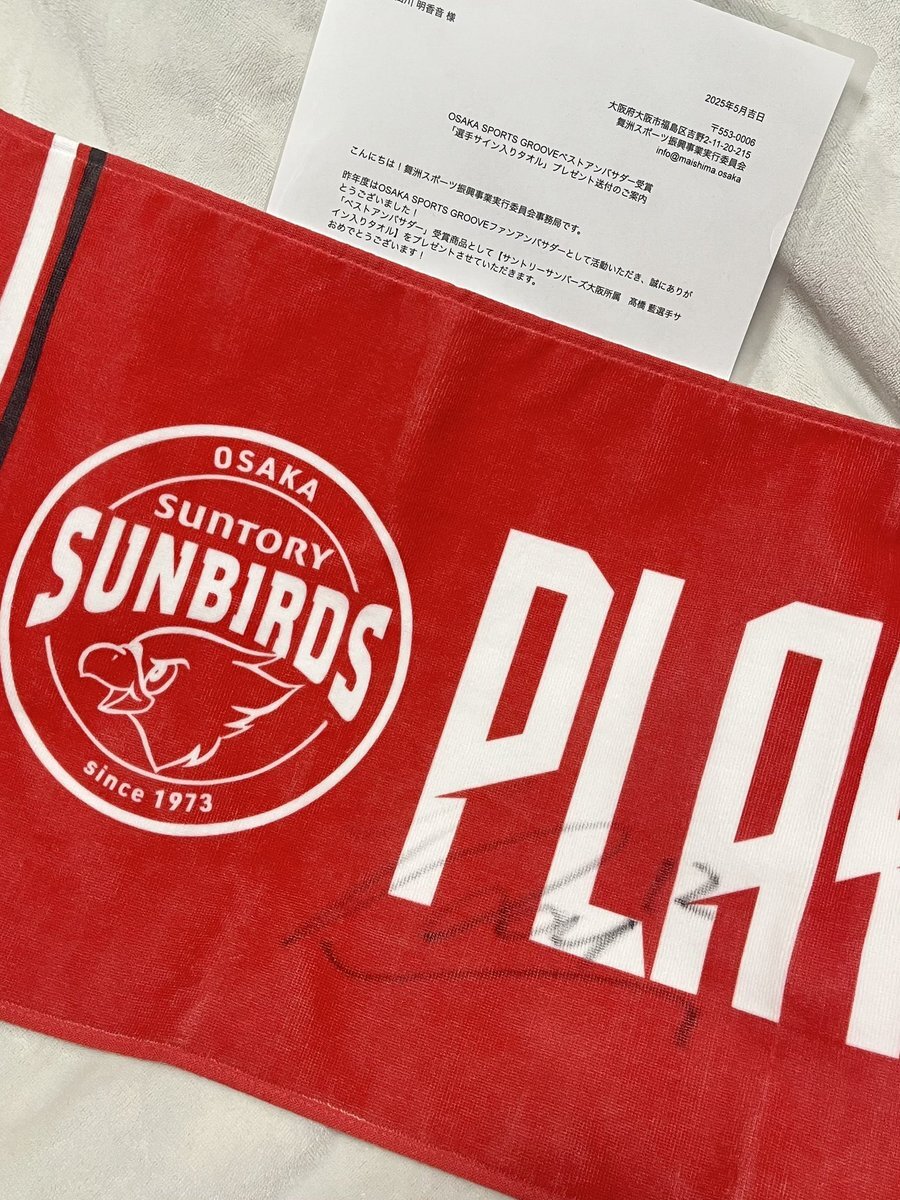 川 明香音 様
2025年5月吉日
〒553-0006
大阪府大阪市福島区吉野2-11-20-215
舞洲スポーツ振興事業実行委員会
info@maishima.osaka
OSAKA SPORTS GROOVEベストアンバサダー受賞
「選手サイン入りタオル」プレゼント送付のご案内
こんにちは！舞洲スポーツ振興事業実行委員会事務局です。
昨年度はOSAKA SPORTS GROOVEファンアンバサダーとして活動いただき、誠にありが
とうございました！
「ベストアンバサダー」受賞商品として【サントリーサンバーズ大阪所属　髙橋 藍選手サ
イン入りタオル】をプレゼントさせていただきます。
おめでとうございます！
OSAKA
SUNTORY
SUNBIRDS
since 1973
PLA
12